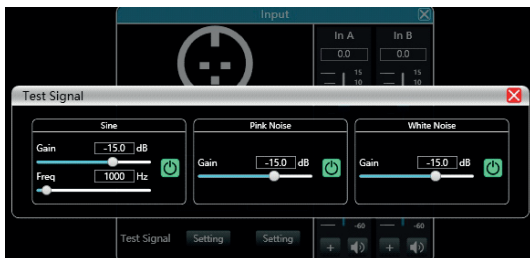 Input
In A In B
0.0 0.0
15 15
10 10
Test Signal
Sine
Gain -15.0 dB
Freq 1000 Hz
Pink Noise
Gain -15.0 dB
White Noise
Gain -15.0 dB
-60 -60
Test Signal Setting Setting
+ +